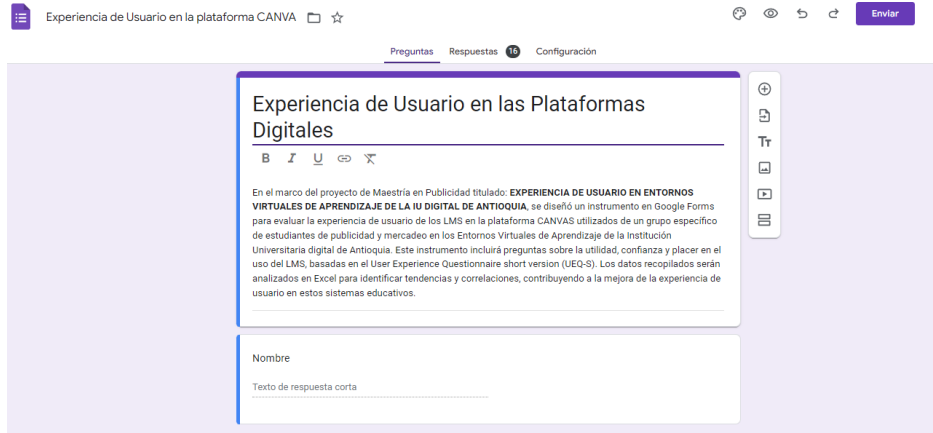 Experiencia de Usuario en la plataforma CANVA
Enviar
Preguntas Respuestas 16 Configuración
Experiencia de Usuario en las Plataformas
Digitales
B I U
En el marco del proyecto de Maestría en Publicidad titulado: EXPERIENCIA DE USUARIO EN ENTORNOS
VIRTUALES DE APRENDIZAJE DE LA IU DIGITAL DE ANTIOQUIA, se diseñó un instrumento en Google Forms
para evaluar la experiencia de usuario de los LMS en la plataforma CANVAS utilizados de un grupo específico
de estudiantes de publicidad y mercadeo en los Entornos Virtuales de Aprendizaje de la Institución
Universitaria digital de Antioquia. Este instrumento incluirá preguntas sobre la utilidad, confianza y placer en el
uso del LMS, basadas en el User Experience Questionnaire short version (UEQ-S). Los datos recopilados serán
analizados en Excel para identificar tendencias y correlaciones, contribuyendo a la mejora de la experiencia de
usuario en estos sistemas educativos.
Tт
Nombre
Texto de respuesta corta